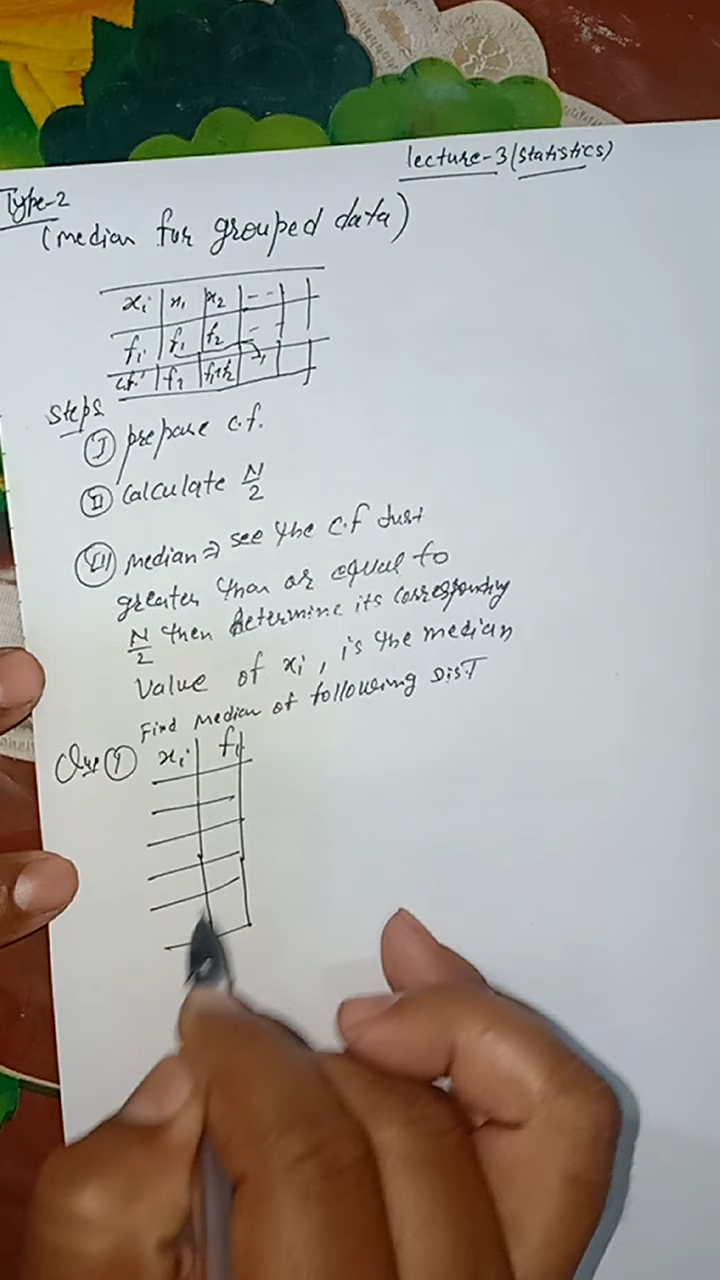 lecture-3 (Statistics)
Type-2
(median for grouped data)
xi x1 x2 --
fi f1 f2 --
cf f1 f1+f2
Steps
(I) prepare c.f.
(II) Calculate N/2
(III) median ⇒ see the c.f Just
greater than or equal to
N/2 then determine its corresponding
value of xi, is the median
Find median of following DisT
Que (1) xi fi